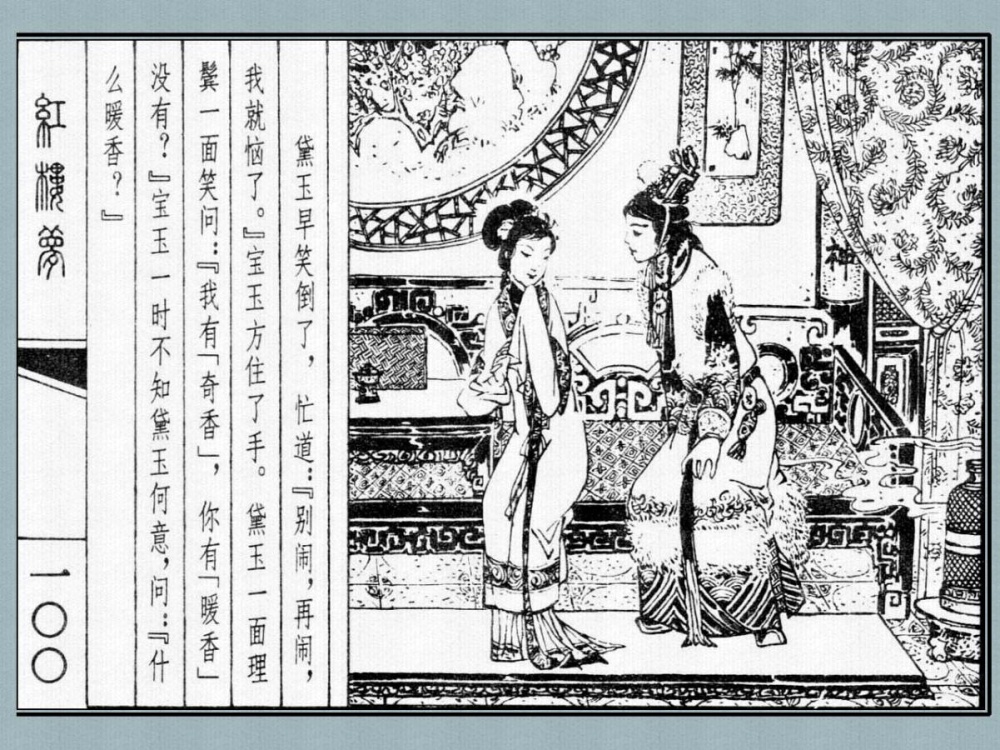 黛玉早笑倒了，忙道：『别闹，再闹，
我就恼了。』宝玉方住了手。黛玉一面理
鬓一面笑问：『我有「奇香」，你有「暖香」
没有？』宝玉一时不知黛玉何意，问：『什
么暖香？』
紅樓夢
一〇〇
神